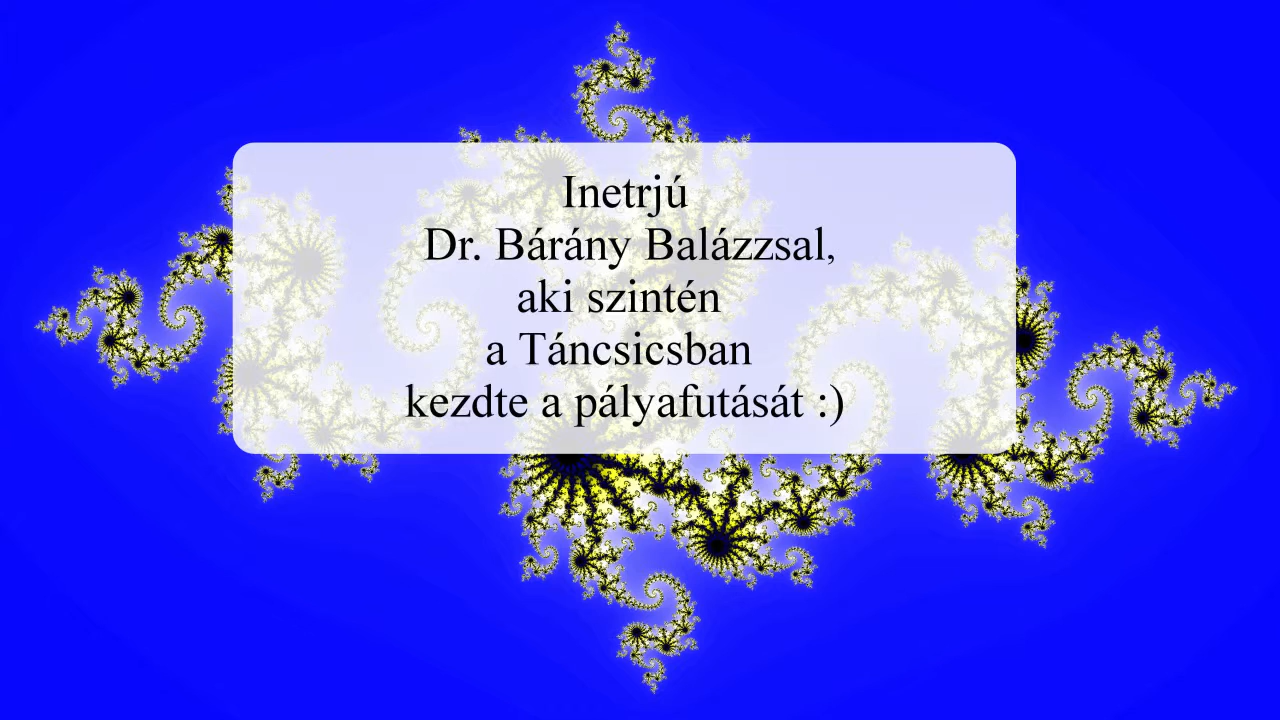 Inetrjú
Dr. Bárány Balázzsal,
aki szintén
a Táncsicsban
kezdte a pályafutását :)